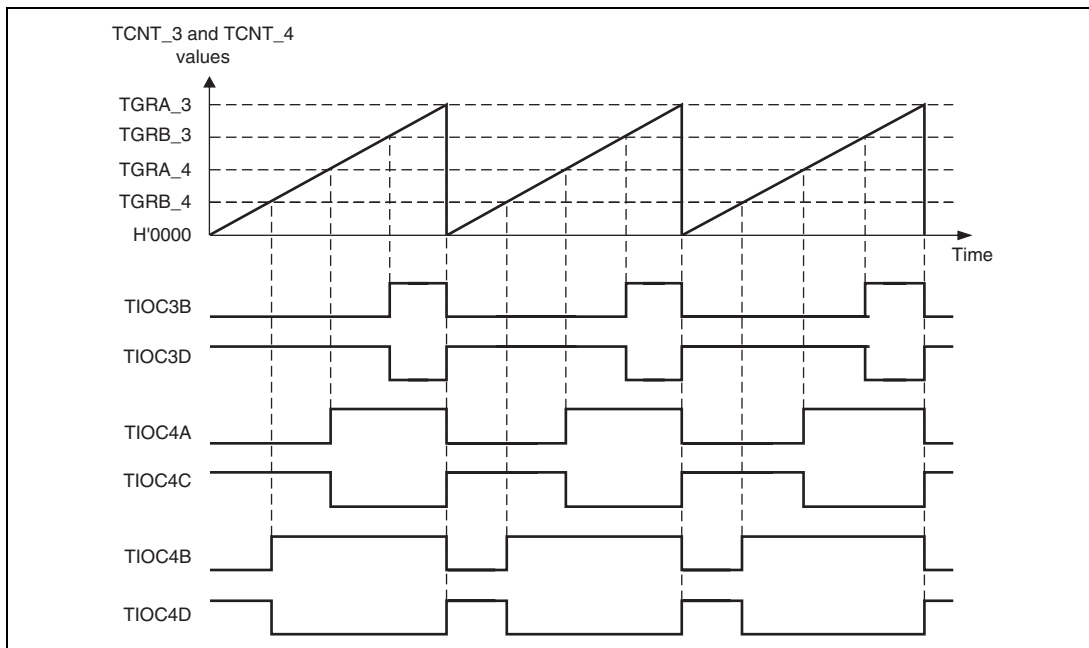 TCNT_3 and TCNT_4
values
TGRA_3
TGRB_3
TGRA_4
TGRB_4
H'0000
Time
TIOC3B
TIOC3D
TIOC4A
TIOC4C
TIOC4B
TIOC4D